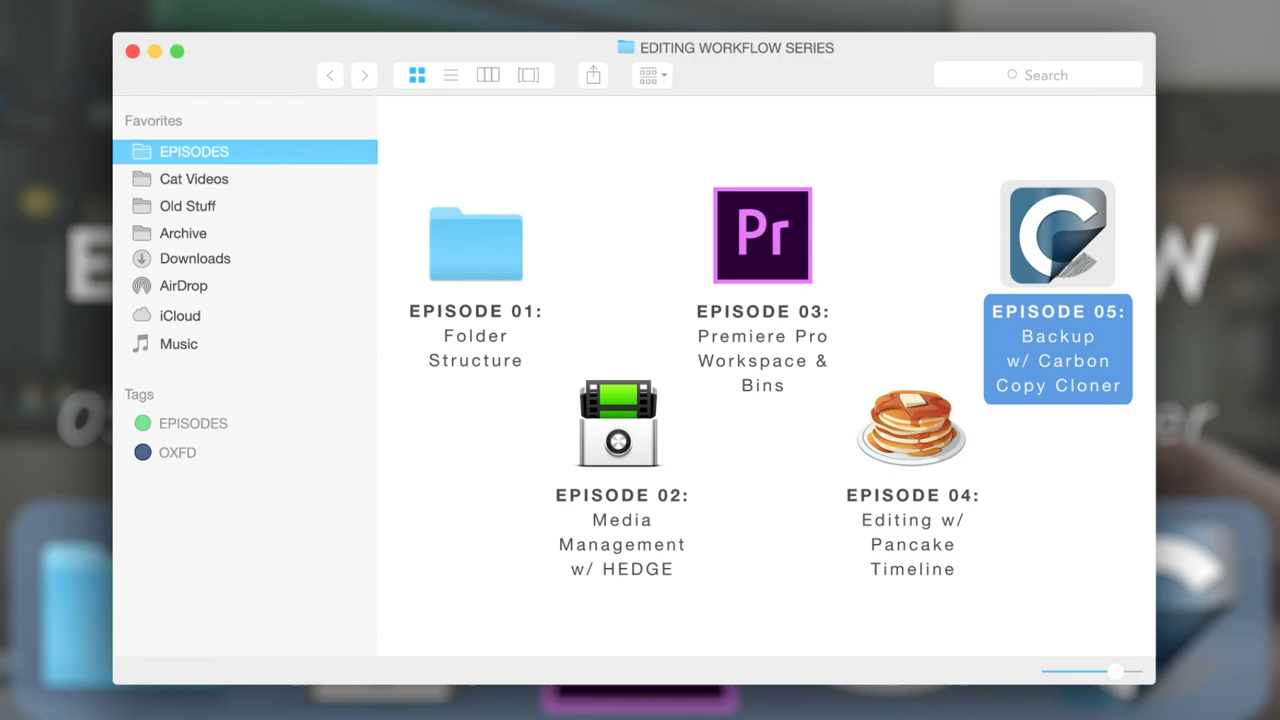 EDITING WORKFLOW SERIES
Search
Favorites
EPISODES
Cat Videos
Old Stuff
Archive
Downloads
AirDrop
iCloud
Music
Tags
EPISODES
OXFD
EPISODE 01:
Folder
Structure
EPISODE 02:
Media
Management
w/ HEDGE
Pr
EPISODE 03:
Premiere Pro
Workspace &
Bins
EPISODE 04:
Editing w/
Pancake
Timeline
EPISODE 05:
Backup
w/ Carbon
Copy Cloner